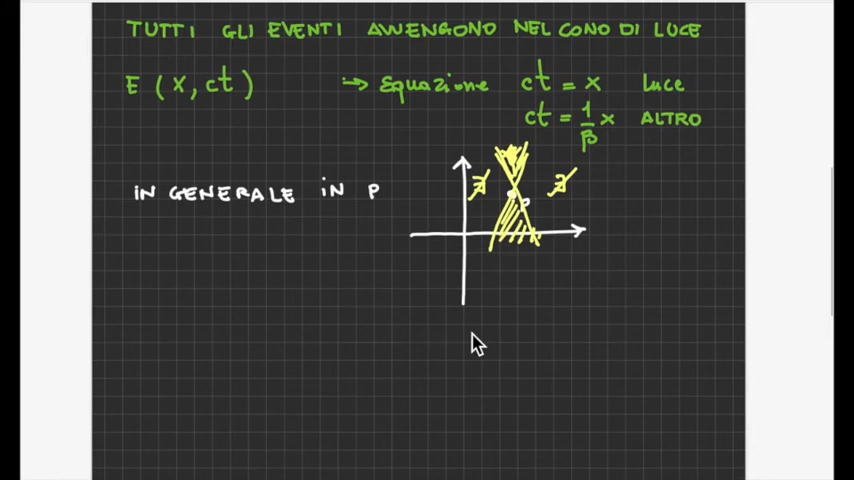 TUTTI GLI EVENTI AVVENGONO NEL CONO DI LUCE
E (X, ct) → Equazione ct = x Luce
ct = 1/β x ALTRO
IN GENERALE IN P
∄ ∄
P